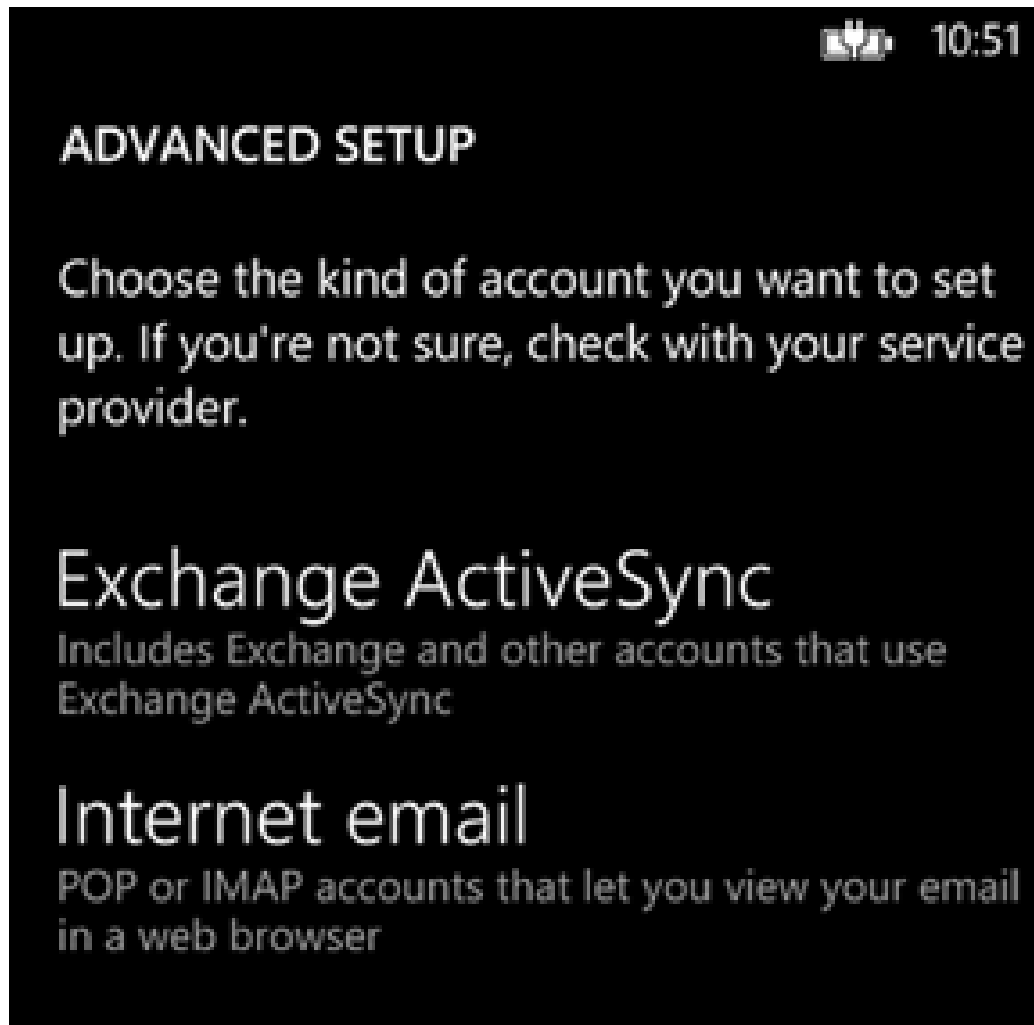 10:51
ADVANCED SETUP
Choose the kind of account you want to set
up. If you're not sure, check with your service
provider.
Exchange ActiveSync
Includes Exchange and other accounts that use
Exchange ActiveSync
Internet email
POP or IMAP accounts that let you view your email
in a web browser